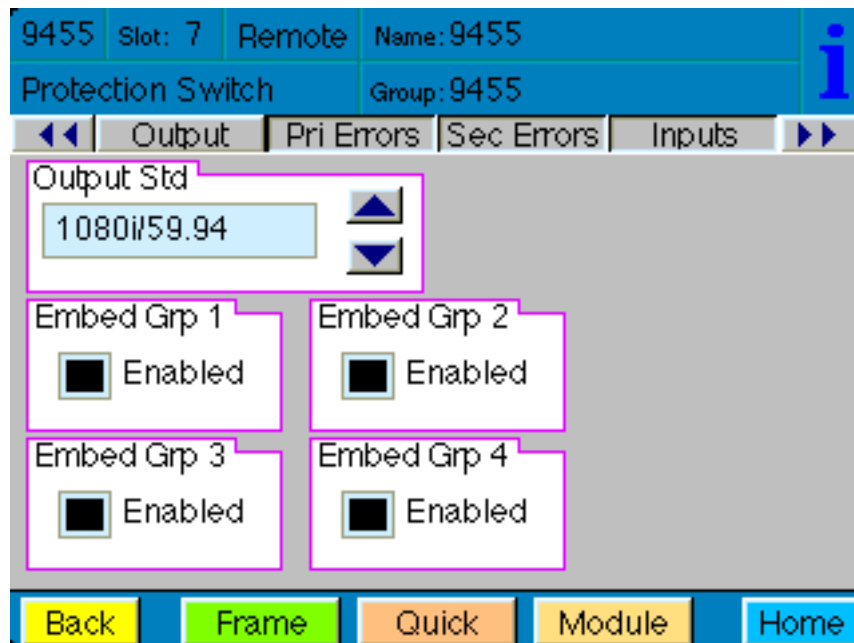 9455 Slot: 7 Remote Name: 9455
Protection Switch Group: 9455
i
Output Pri Errors Sec Errors Inputs
Output Std
1080i/59.94
Embed Grp 1 Embed Grp 2
Enabled Enabled
Embed Grp 3 Embed Grp 4
Enabled Enabled
Back Frame Quick Module Home